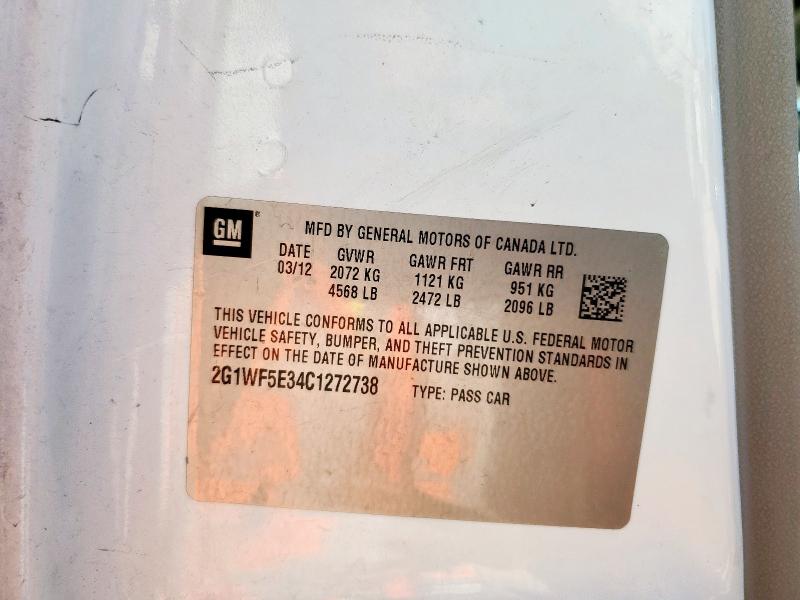 GM®
MFD BY GENERAL MOTORS OF CANADA LTD.
DATE GVWR GAWR FRT GAWR RR
03/12 2072 KG 1121 KG 951 KG
4568 LB 2472 LB 2096 LB
THIS VEHICLE CONFORMS TO ALL APPLICABLE U.S. FEDERAL MOTOR
VEHICLE SAFETY, BUMPER, AND THEFT PREVENTION STANDARDS IN
EFFECT ON THE DATE OF MANUFACTURE SHOWN ABOVE.
2G1WF5E34C1272738 TYPE: PASS CAR